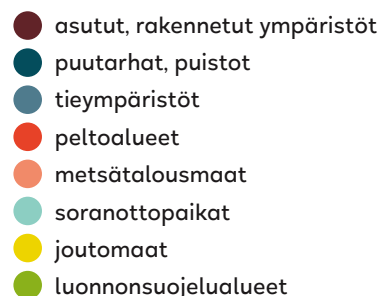 asutut, rakennetut ympäristöt
puutarhat, puistot
tieympäristöt
peltoalueet
metsätalousmaat
soranottopaikat
joutomaat
luonnonsuojelualueet